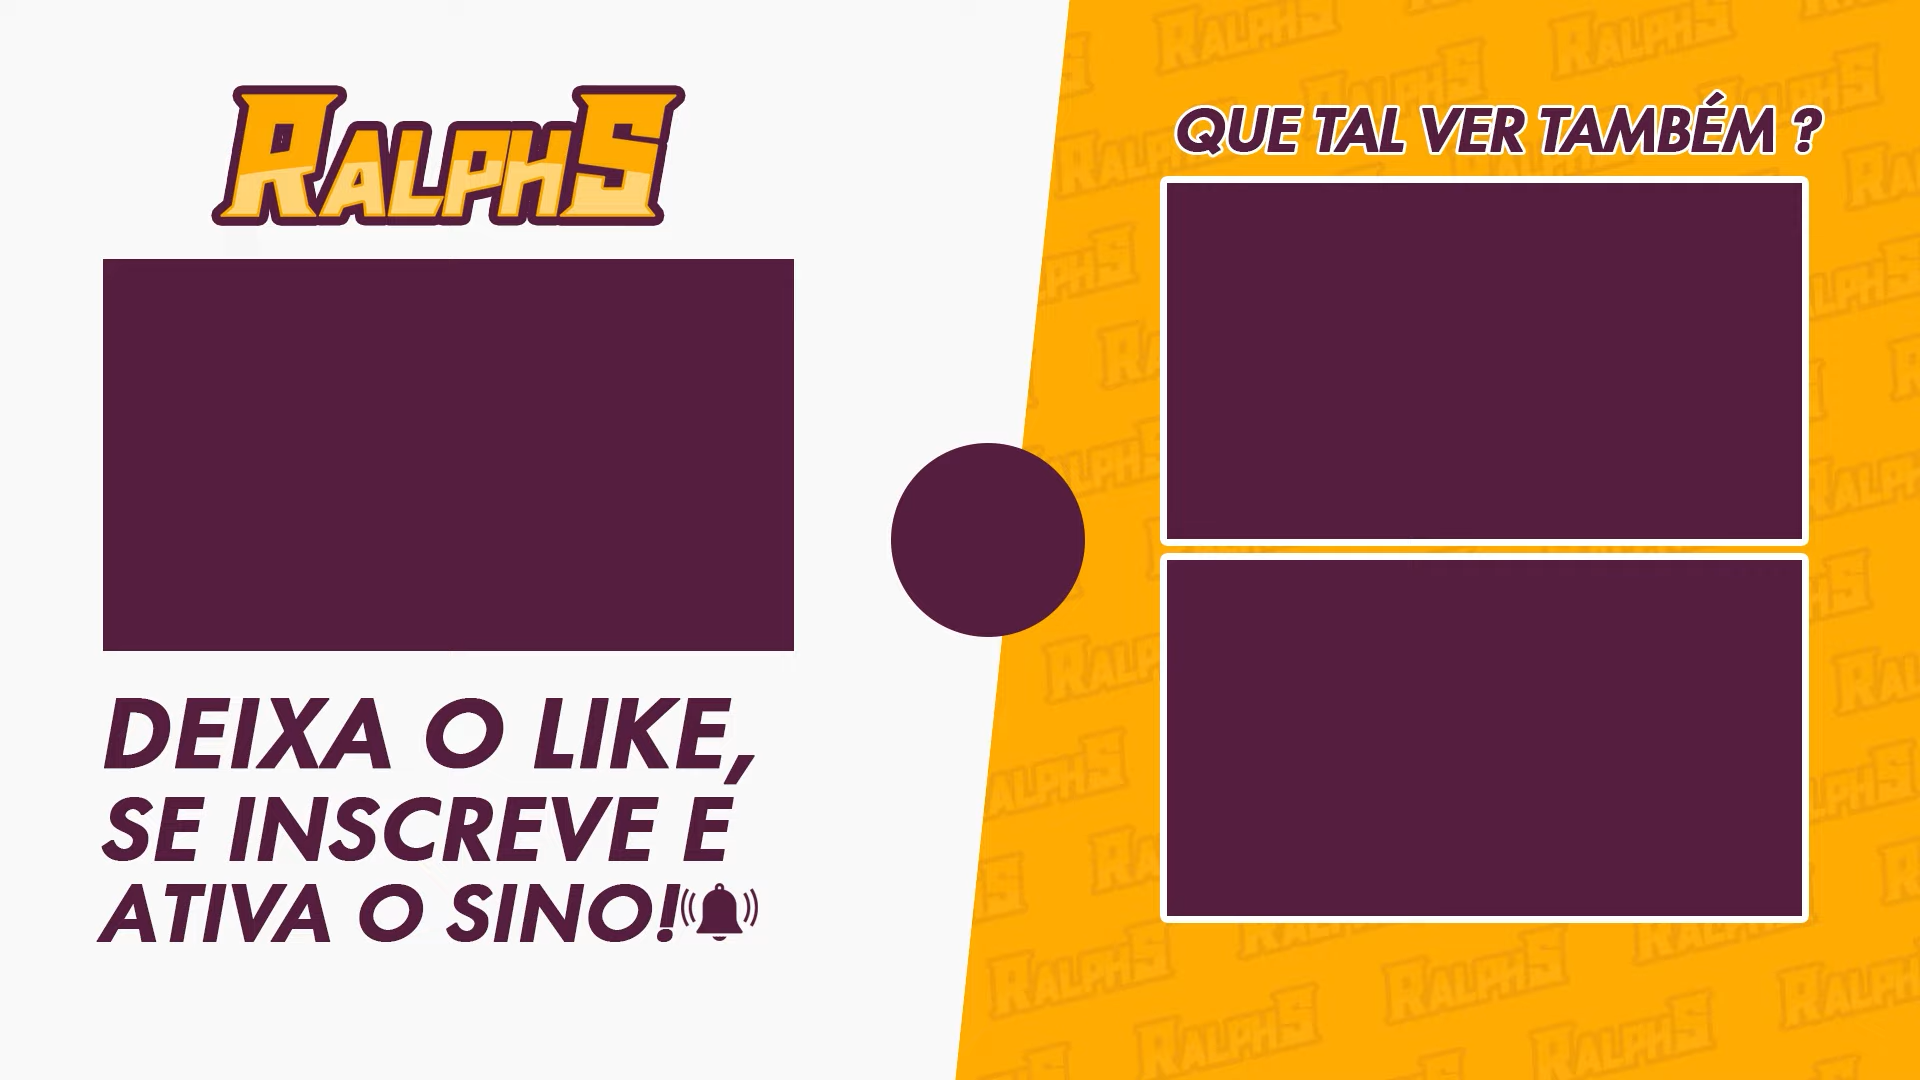 RALPHS
DEIXA O LIKE,
SE INSCREVE E
ATIVA O SINO!
QUE TAL VER TAMBÉM ?